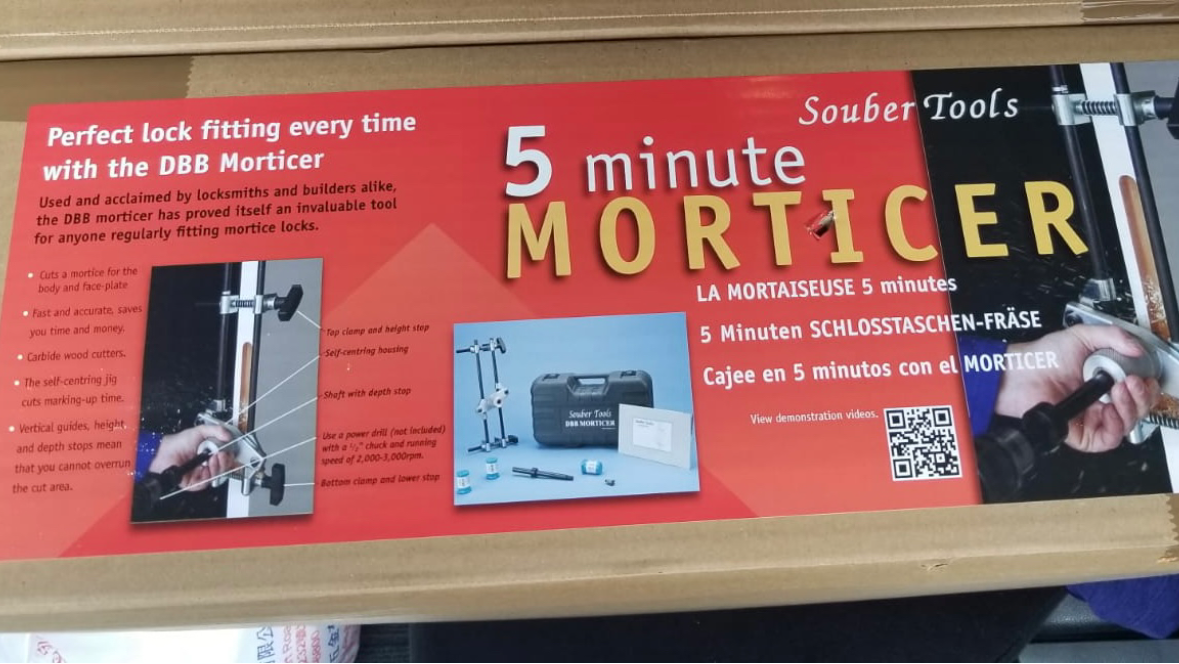 Perfect lock fitting every time
with the DBB Morticer
Used and acclaimed by locksmiths and builders alike,
the DBB morticer has proved itself an invaluable tool
for anyone regularly fitting mortice locks.
• Cuts a mortice for the
body and face-plate
• Fast and accurate, saves
you time and money.
• Carbide wood cutters.
• The self-centring jig
cuts marking-up time.
• Vertical guides, height
and depth stops mean
that you cannot overrun
the cut area.
Top clamp and height stop
Self-centring housing
Shaft with depth stop
Use a power drill (not included)
with a ½" chuck and running
speed of 2,000-3,000rpm.
Bottom clamp and lower stop
Souber Tools
5 minute
MORTICER
LA MORTAISEUSE 5 minutes
5 Minuten SCHLOSSTASCHEN-FRÄSE
Cajee en 5 minutos con el MORTICER
View demonstration videos.
Souber Tools
DBB MORTICER
限公